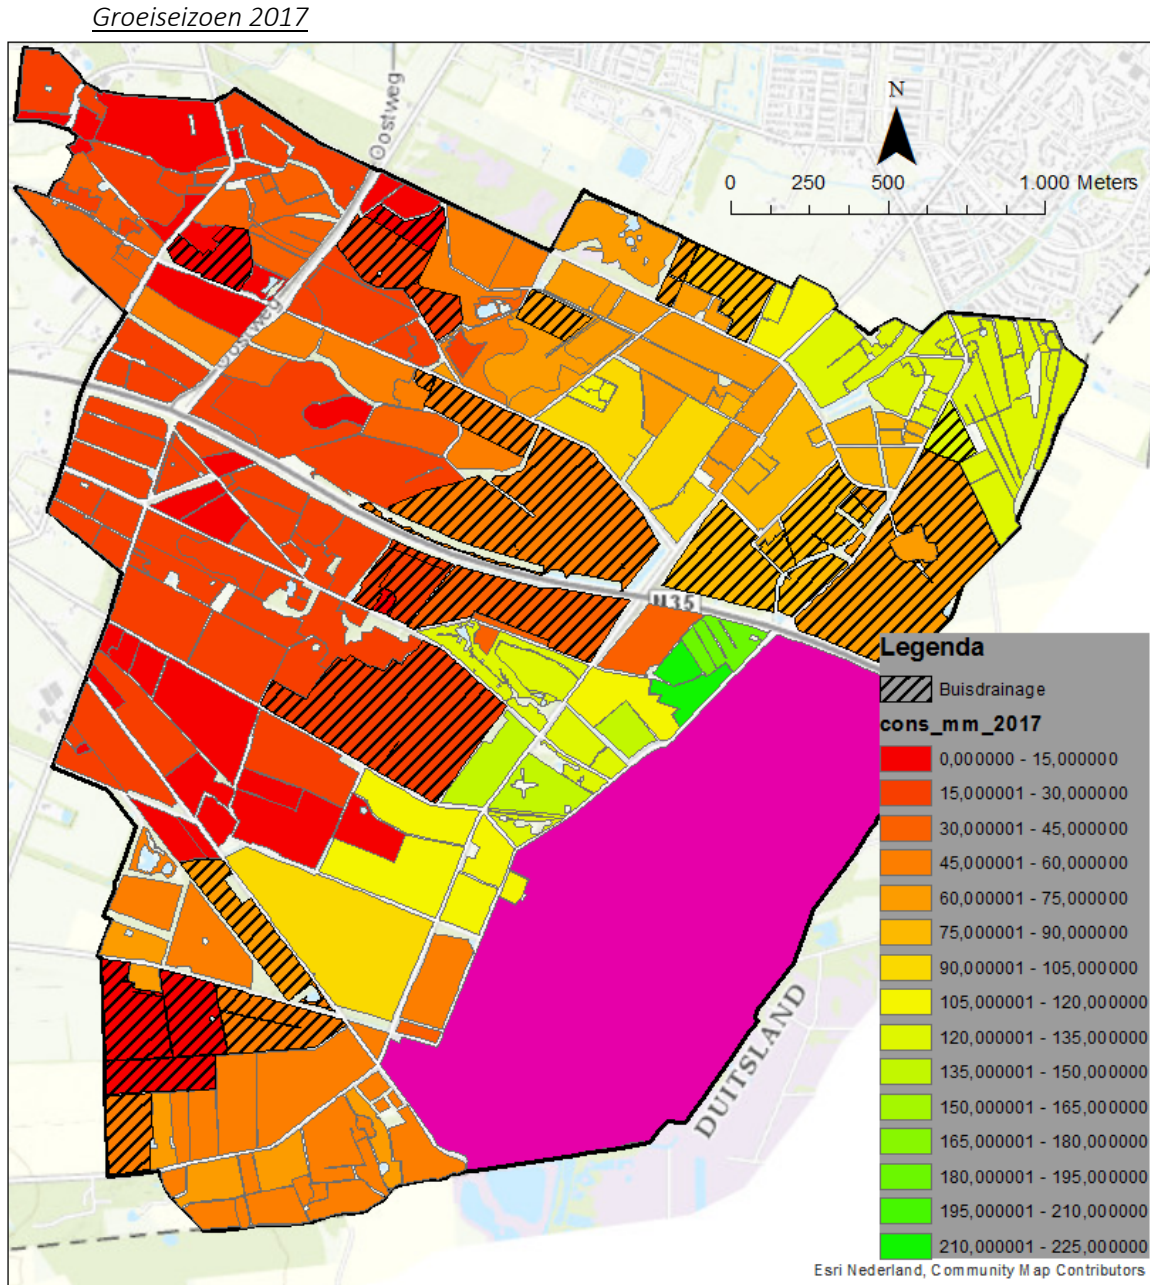 Groeiseizoen 2017
Oostweg
N
0 250 500 1.000 Meters
Oostweg
N35
Legenda
Buisdrainage
cons_mm_2017
0,000000 - 15,000000
15,000001 - 30,000000
30,000001 - 45,000000
45,000001 - 60,000000
60,000001 - 75,000000
75,000001 - 90,000000
90,000001 - 105,000000
105,000001 - 120,000000
120,000001 - 135,000000
135,000001 - 150,000000
150,000001 - 165,000000
165,000001 - 180,000000
180,000001 - 195,000000
195,000001 - 210,000000
210,000001 - 225,000000
DUITSLAND
Esri Nederland, Community Map Contributors